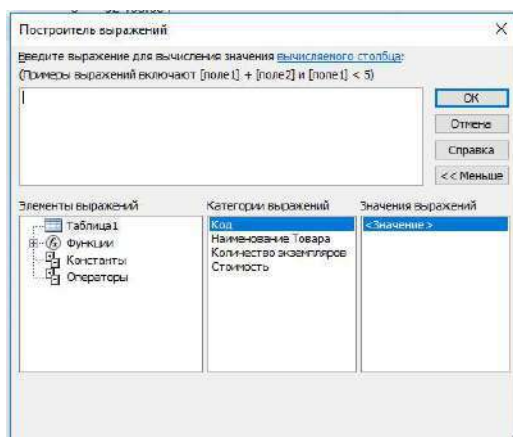 Построитель выражений
Введите выражение для вычисления значения вычисляемого столбца:
(Примеры выражений включают [поле1] + [поле2] и [поле1] < 5)
ОК
Отмена
Справка
<< Меньше
Элементы выражений
Таблица1
Функции
Константы
Операторы
Категории выражений
Код
Наименование Товара
Количество экземпляров
Стоимость
Значения выражений
<Значение>